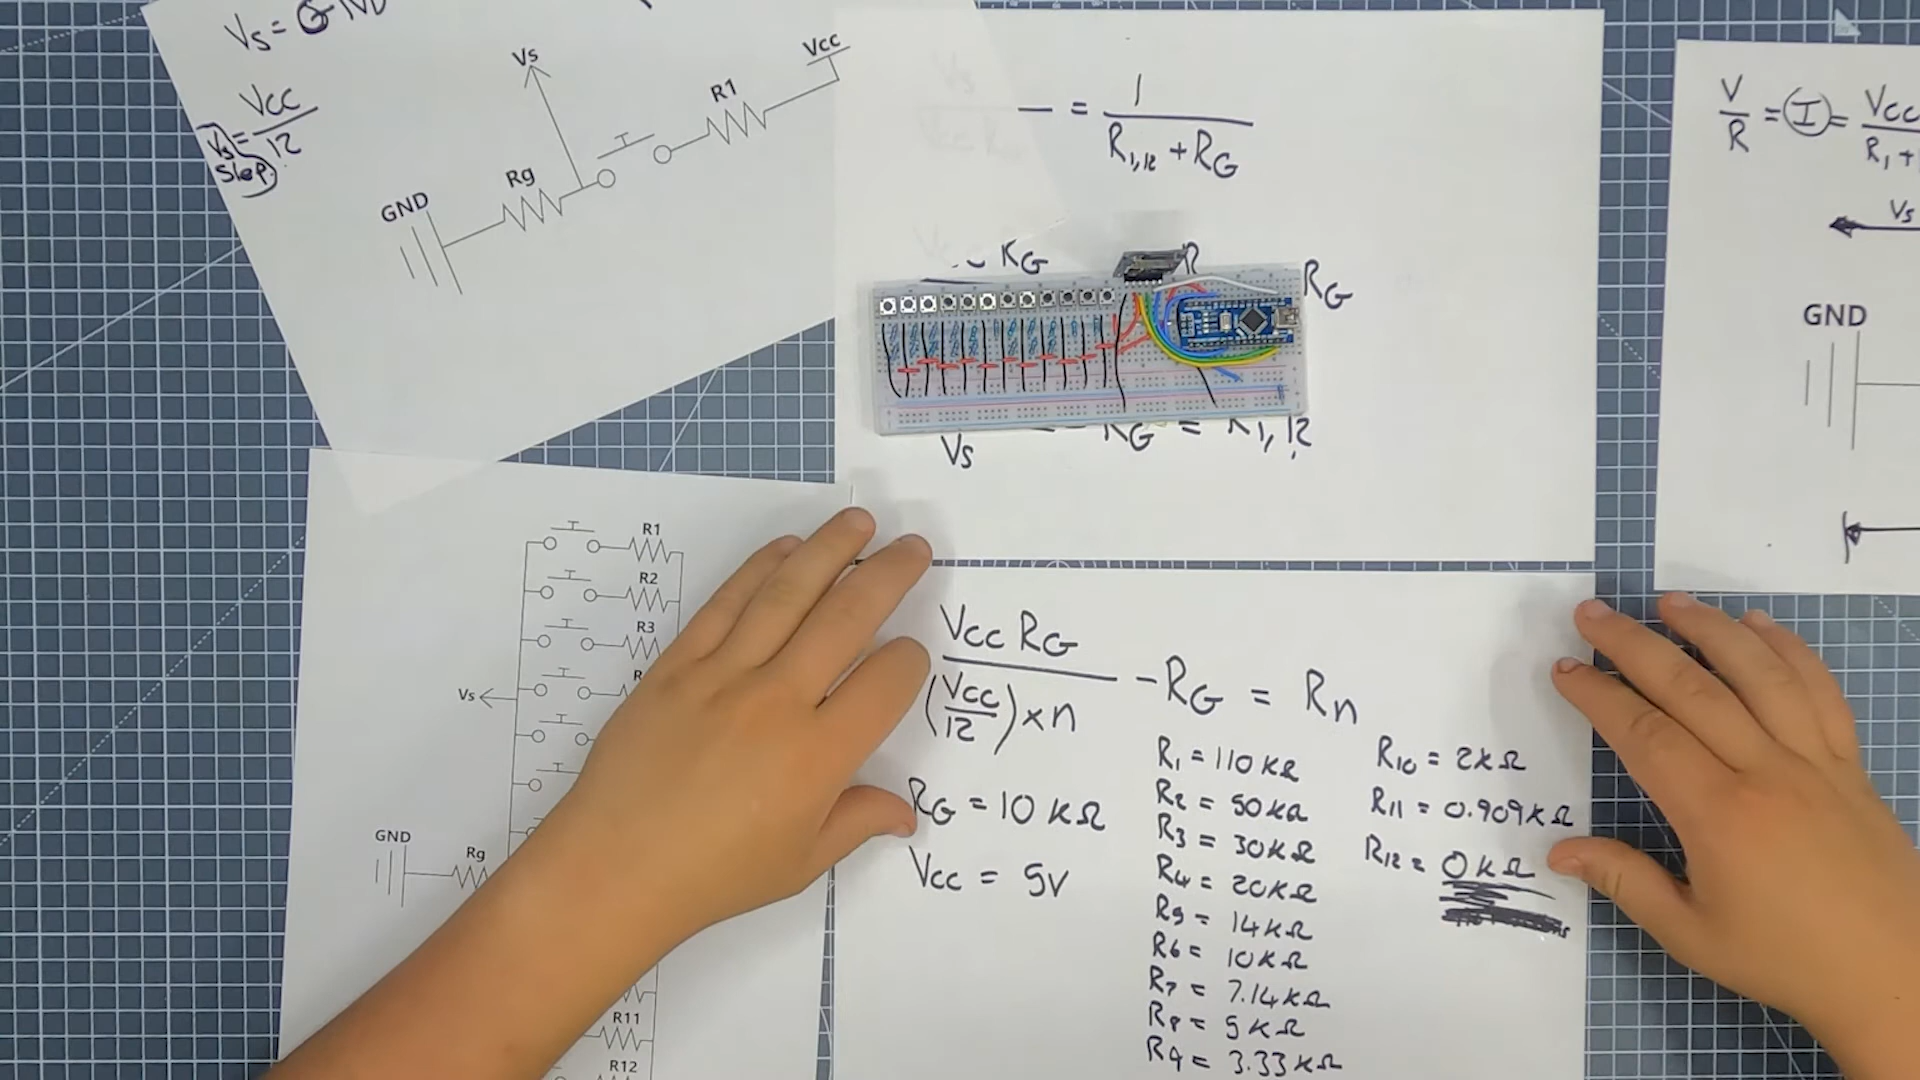 Vs =
Vcc
Vs = 12
Step
Vs
Vcc
R1
Rg
GND
1
— =
R1,12 + RG
RG
R
RG
Vs
RG = R1,12
V = I = Vcc
R R1 +
Vs
GND
R1
R2
R3
R
Vs
GND
Rg
R11
R12
Vcc RG
(Vcc/12) x n - RG = Rn
RG = 10 kΩ
Vcc = 5V
R1 = 110 kΩ
R2 = 50kΩ
R3 = 30kΩ
R4 = 20kΩ
R5 = 14kΩ
R6 = 10kΩ
R7 = 7.14kΩ
R8 = 5kΩ
R9 = 3.33kΩ
R10 = 2kΩ
R11 = 0.909kΩ
R12 = 0kΩ